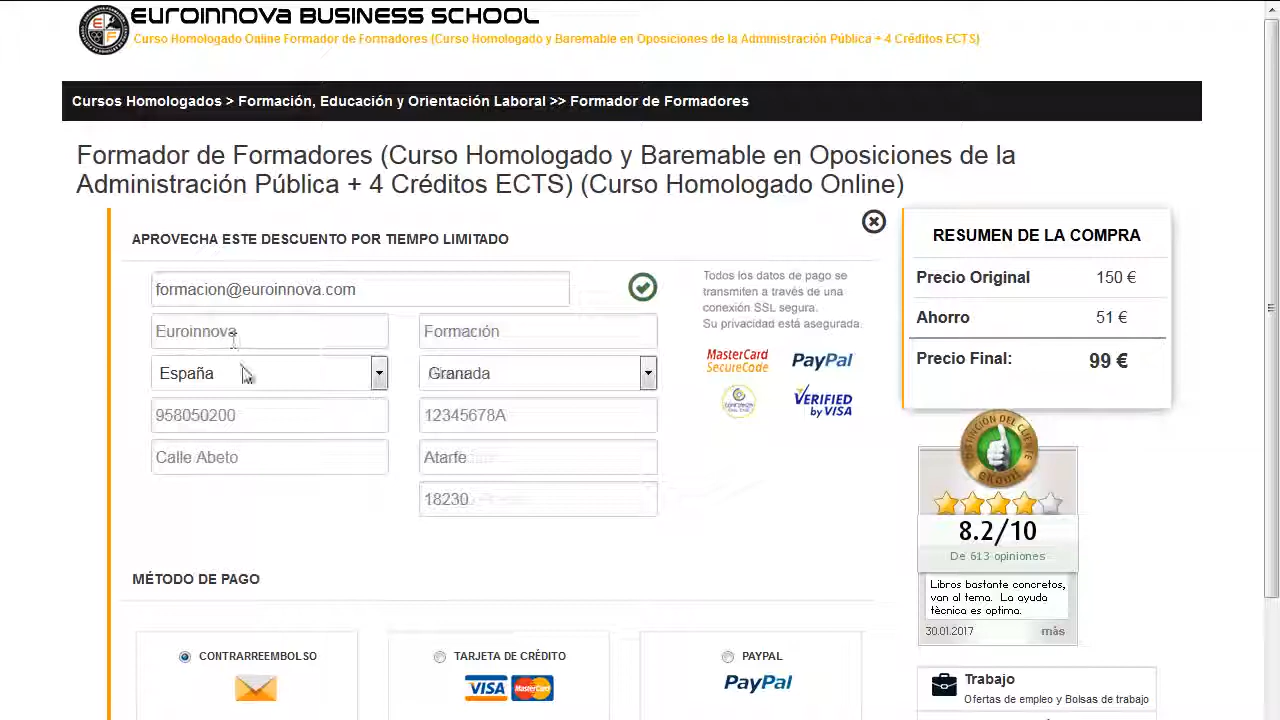 EUROINNOVA BUSINESS SCHOOL
Curso Homologado Online Formador de Formadores (Curso Homologado y Baremable en Oposiciones de la Administración Pública + 4 Créditos ECTS)
Cursos Homologados > Formación, Educación y Orientación Laboral >> Formador de Formadores
Formador de Formadores (Curso Homologado y Baremable en Oposiciones de la
Administración Pública + 4 Créditos ECTS) (Curso Homologado Online)
APROVECHA ESTE DESCUENTO POR TIEMPO LIMITADO
formacion@euroinnova.com
Euroinnova
Formación
España
Granada
958050200
12345678A
Calle Abeto
Atarfe
18230
Todos los datos de pago se
transmiten a través de una
conexión SSL segura.
Su privacidad está asegurada.
MasterCard
SecureCode
PayPal
VERIFIED
by VISA
MÉTODO DE PAGO
CONTRARREEMBOLSO
TARJETA DE CRÉDITO
VISA
MasterCard
PAYPAL
PayPal
RESUMEN DE LA COMPRA
Precio Original 150 €
Ahorro 51 €
Precio Final: 99 €
DISTINCIÓN DEL CLIENTE
eKomi
8.2/10
De 613 opiniones
Libros bastante concretos,
van al tema. La ayuda
tècnica es optima.
30.01.2017 más
Trabajo
Ofertas de empleo y Bolsas de trabajo